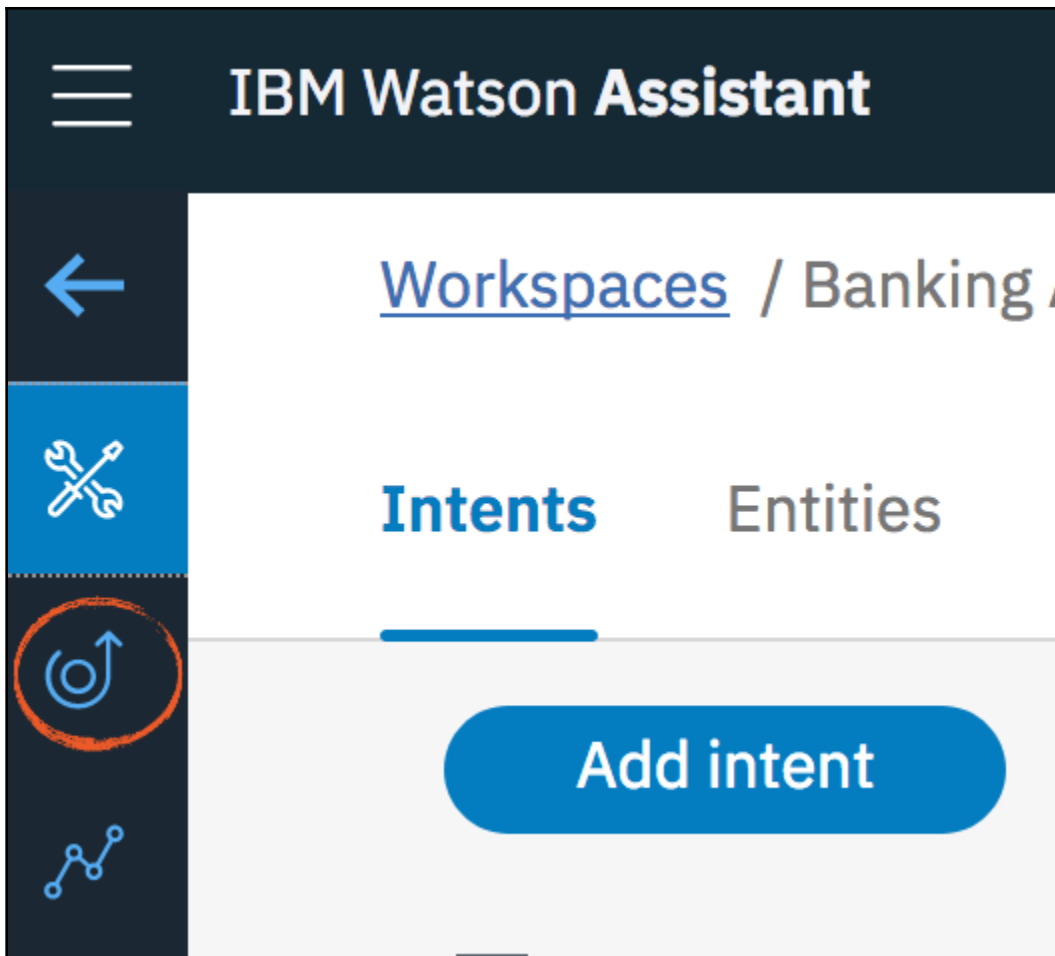 IBM Watson Assistant
Workspaces / Banking
Intents Entities
Add intent